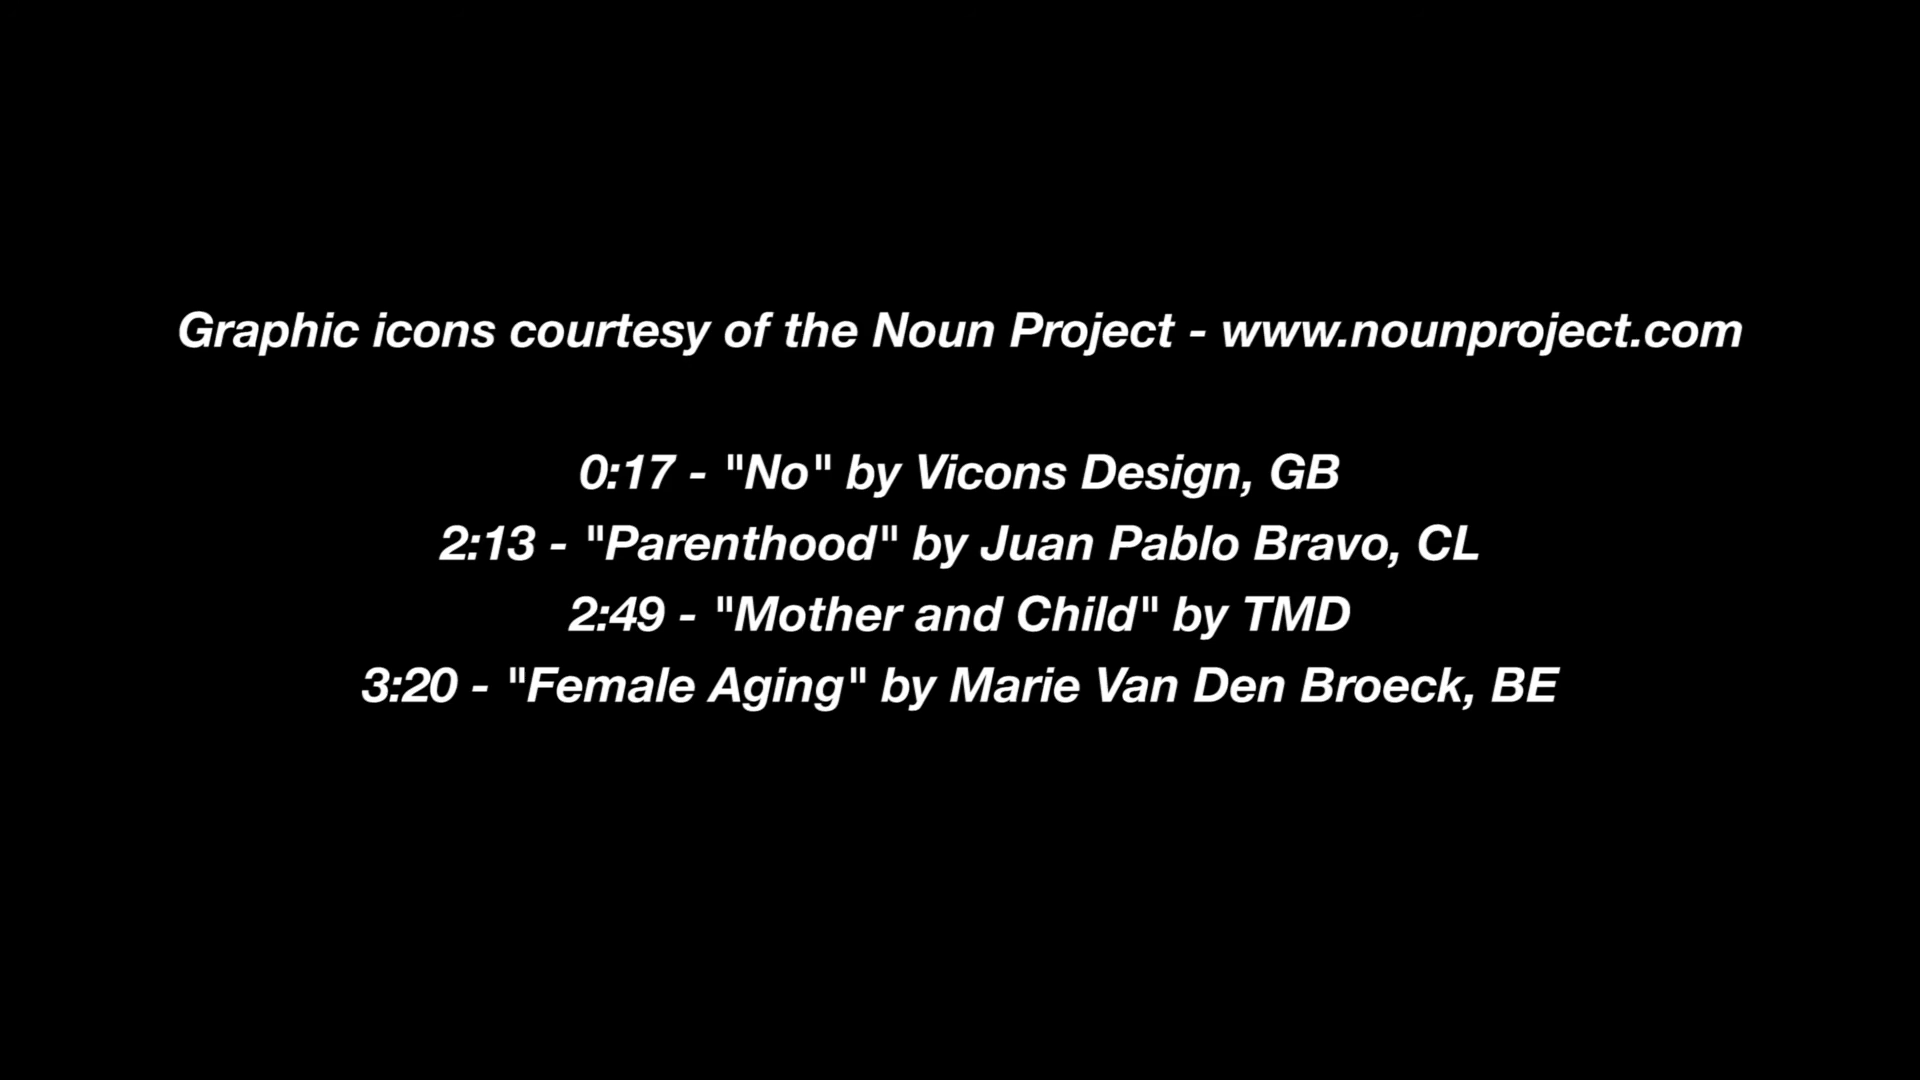 Graphic icons courtesy of the Noun Project - www.nounproject.com
0:17 - "No" by Vicons Design, GB
2:13 - "Parenthood" by Juan Pablo Bravo, CL
2:49 - "Mother and Child" by TMD
3:20 - "Female Aging" by Marie Van Den Broeck, BE